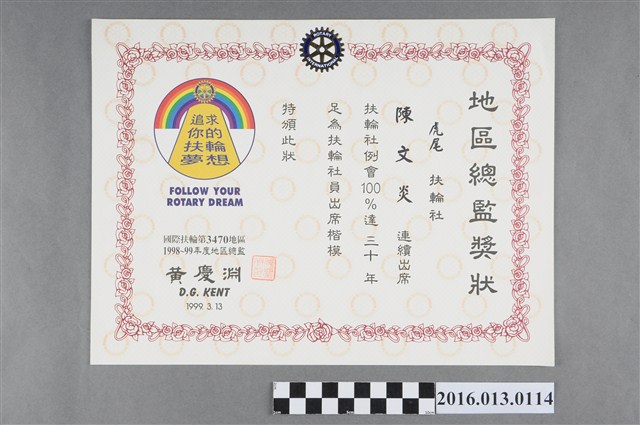 ROTARY
INTERNATIONAL
地區總監獎狀
虎尾 扶輪社
陳文炎 連續出席
扶輪社例會100%達 三十 年
足為扶輪社員出席楷模
特頒此狀
追求
你的
扶輪
夢想
FOLLOW YOUR
ROTARY DREAM
國際扶輪第3470地區
1998-99年度地區總監
黃慶淵
D.G. KENT
1999. 3. 13
2016.013.0114